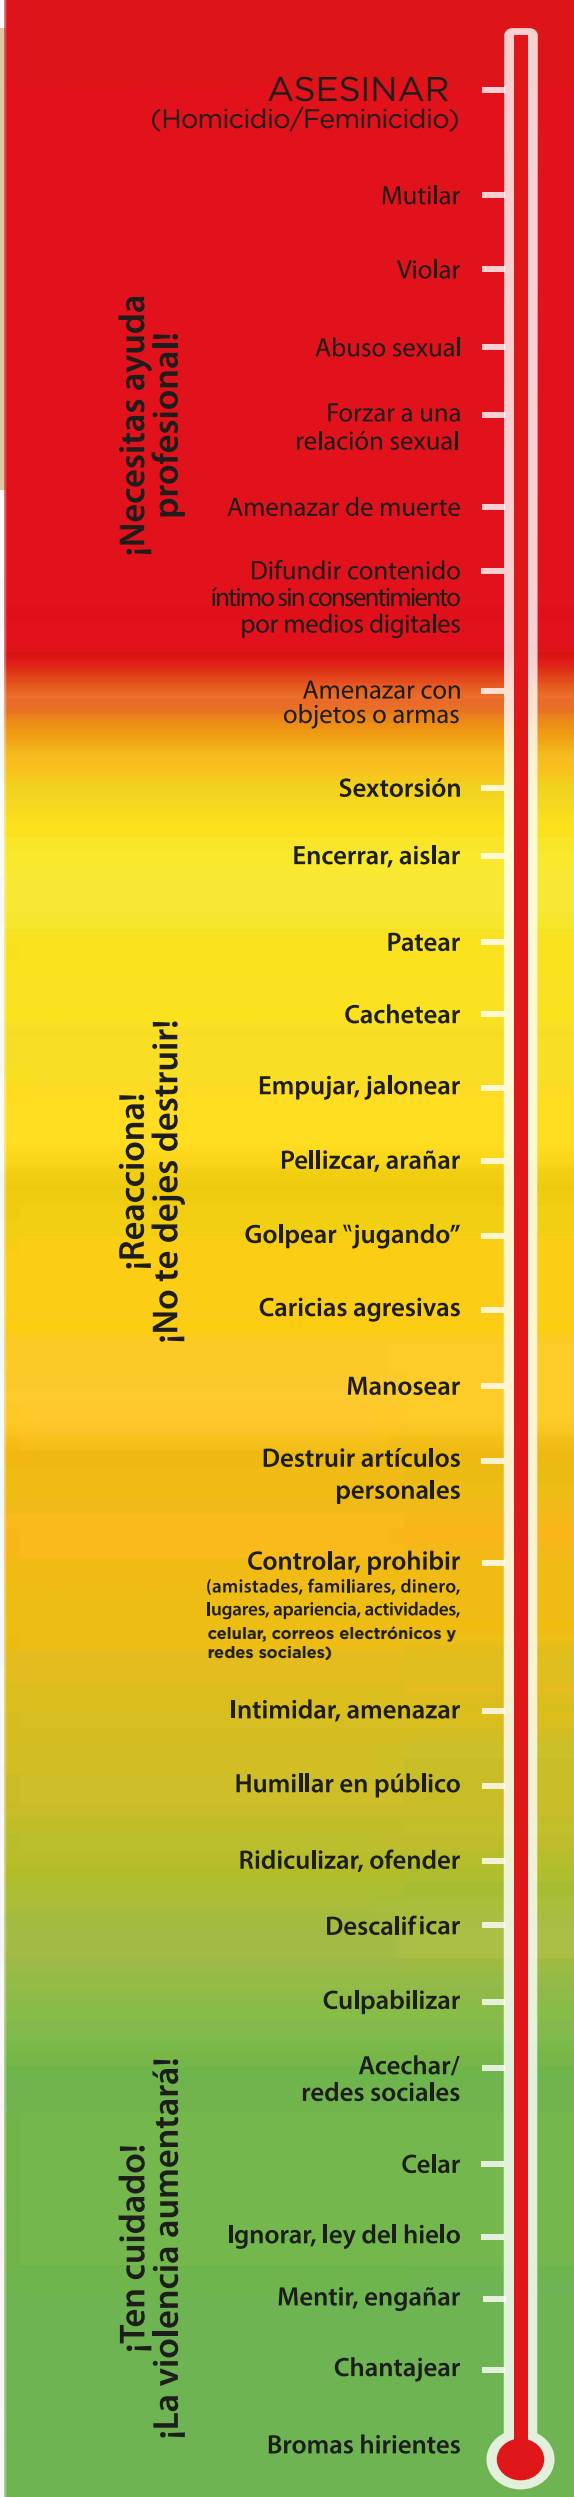 ASESINAR
(Homicidio/Feminicidio)
Mutilar
Violar
Abuso sexual
Forzar a una
relación sexual
Amenazar de muerte
Difundir contenido
íntimo sin consentimiento
por medios digitales
¡Necesitas ayuda
profesional!
Amenazar con
objetos o armas
Sextorsión
Encerrar, aislar
Patear
Cachetear
Empujar, jalonear
Pellizcar, arañar
Golpear “jugando”
Caricias agresivas
Manosear
Destruir artículos
personales
Controlar, prohibir
(amistades, familiares, dinero,
lugares, apariencia, actividades,
celular, correos electrónicos y
redes sociales)
Intimidar, amenazar
Humillar en público
Ridiculizar, ofender
¡Reacciona!
¡No te dejes destruir!
Descalificar
Culpabilizar
Acechar/
redes sociales
Celar
Ignorar, ley del hielo
Mentir, engañar
Chantajear
Bromas hirientes
¡Ten cuidado!
¡La violencia aumentará!